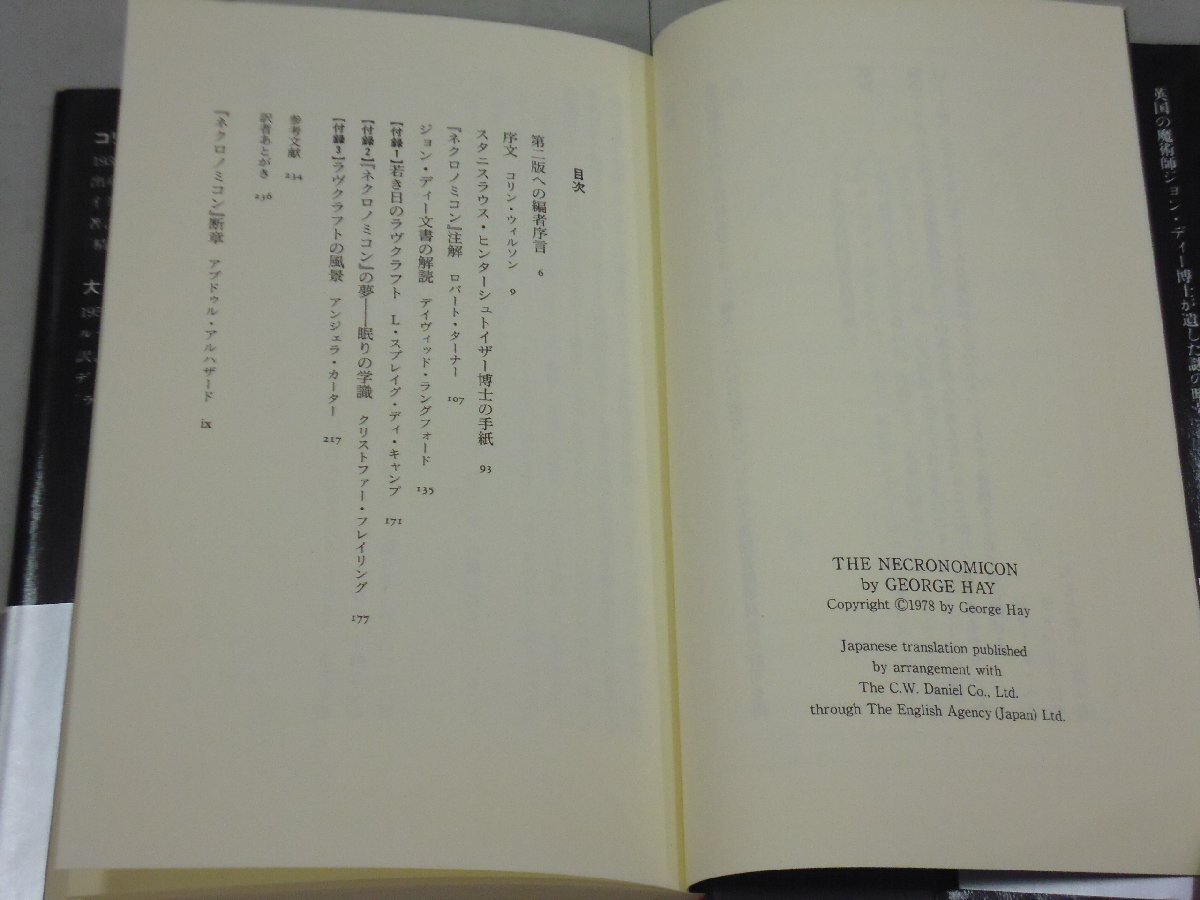 英国の魔術師ジョン・ディー博士が遺した謎の
THE NECRONOMICON
by GEORGE HAY
Copyright ©1978 by George Hay
Japanese translation published
by arrangement with
The C.W. Daniel Co., Ltd.
through The English Agency (Japan) Ltd.
目次
第二版への編者序言 6
序文 コリン・ウィルソン 9
スタニスラウス・ヒンターシュトイザー博士の手紙 93
『ネクロノミコン』注解 ロバート・ターナー 107
ジョン・ディー文書の解読 デイヴィッド・ラングフォード 135
【付録1】若き日のラヴクラフト L・スプレイグ・ディ・キャンプ 171
【付録2】『ネクロノミコン』の夢——眠りの学識 クリストファー・フレイリング 177
【付録3】ラヴクラフトの風景 アンジェラ・カーター 217
参考文献 234
訳者あとがき 236
『ネクロノミコン』断章 アブドゥル・アルハザード ix
コリ
193
大
193